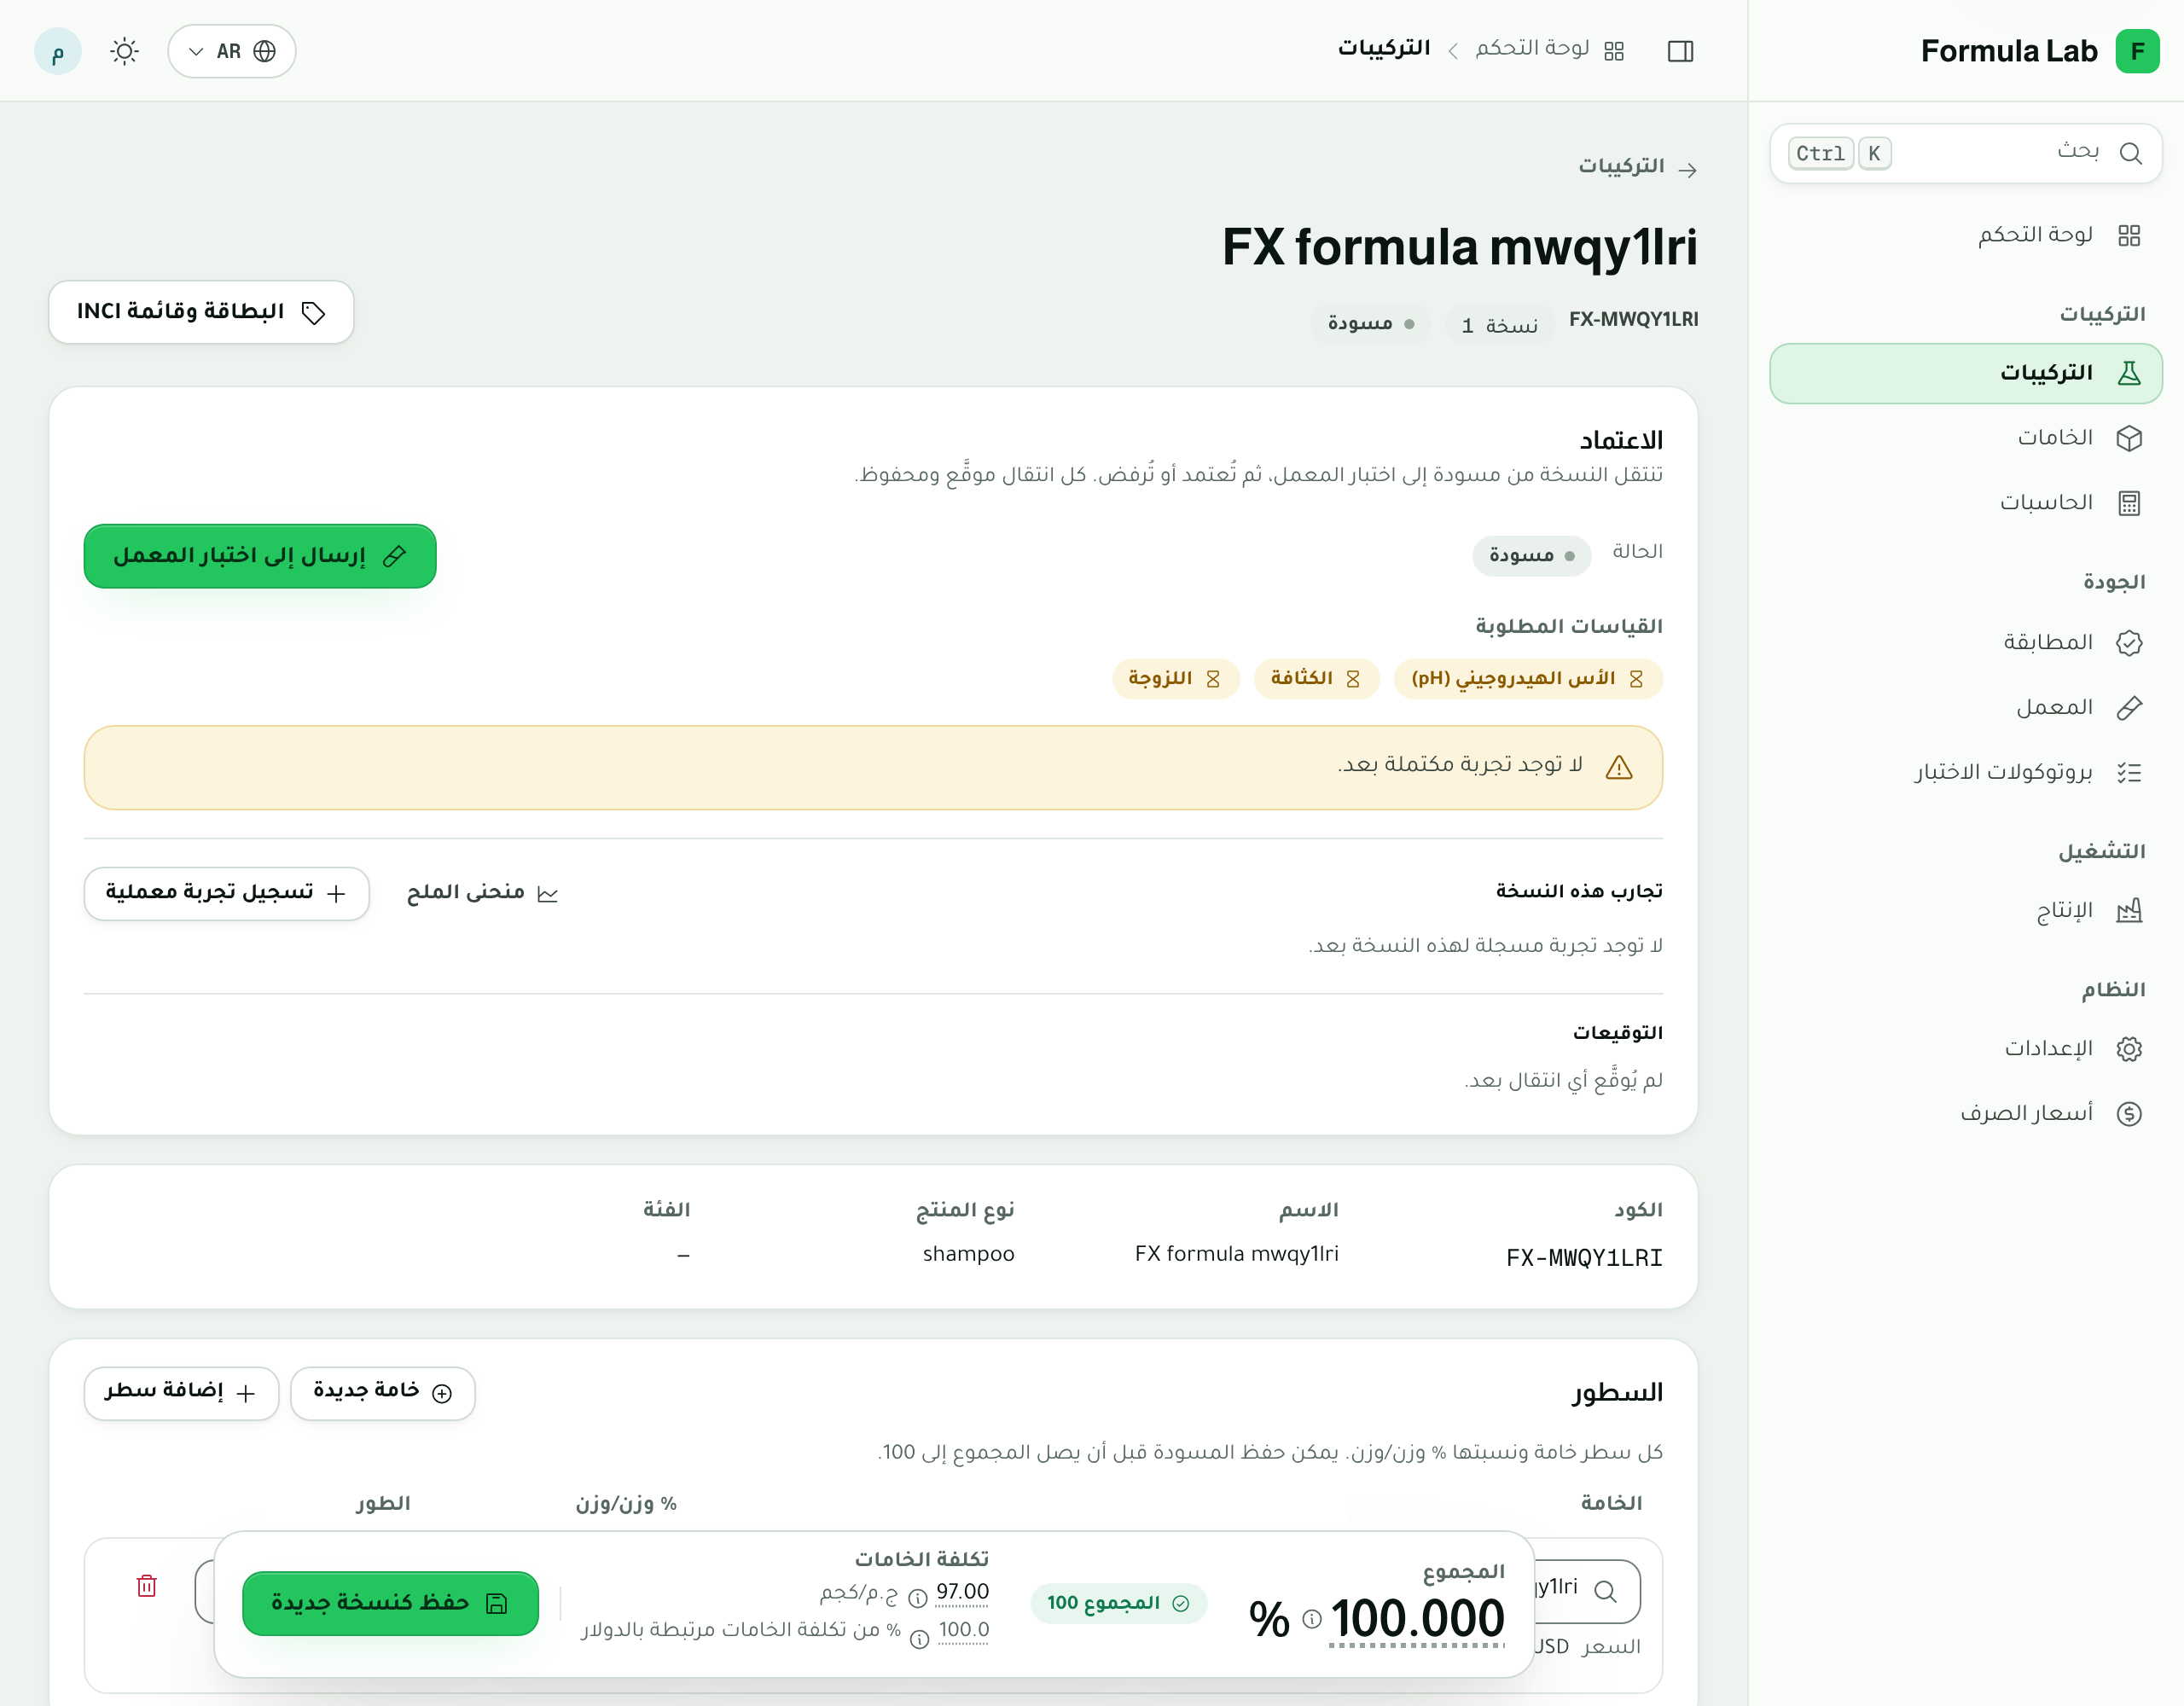 F Formula Lab
بحث
Ctrl K
لوحة التحكم
التركيبات
التركيبات
الخامات
الحاسبات
الجودة
المطابقة
المعمل
بروتوكولات الاختبار
التشغيل
الإنتاج
النظام
الإعدادات
أسعار الصرف
لوحة التحكم
التركيبات
AR
م
التركيبات
FX formula mwqy1lri
FX-MWQY1LRI
نسخة 1
مسودة
البطاقة وقائمة INCI
الاعتماد
تنتقل النسخة من مسودة إلى اختبار المعمل، ثم تُعتمد أو تُرفض. كل انتقال موقَّع ومحفوظ.
الحالة
مسودة
إرسال إلى اختبار المعمل
القياسات المطلوبة
الأس الهيدروجيني (pH)
الكثافة
اللزوجة
لا توجد تجربة مكتملة بعد.
تجارب هذه النسخة
منحنى الملح
تسجيل تجربة معملية
لا توجد تجربة مسجلة لهذه النسخة بعد.
التوقيعات
لم يُوقَّع أي انتقال بعد.
الكود
FX-MWQY1LRI
الاسم
FX formula mwqy1lri
نوع المنتج
shampoo
الفئة
–
السطور
خامة جديدة
إضافة سطر
كل سطر خامة ونسبتها % وزن/وزن. يمكن حفظ المسودة قبل أن يصل المجموع إلى 100.
الخامة
% وزن/وزن
الطور
y1lri
السعر USD
المجموع
100.000 %
المجموع 100
تكلفة الخامات
97.00 ج.م/كجم
100.0 % من تكلفة الخامات مرتبطة بالدولار
حفظ كنسخة جديدة